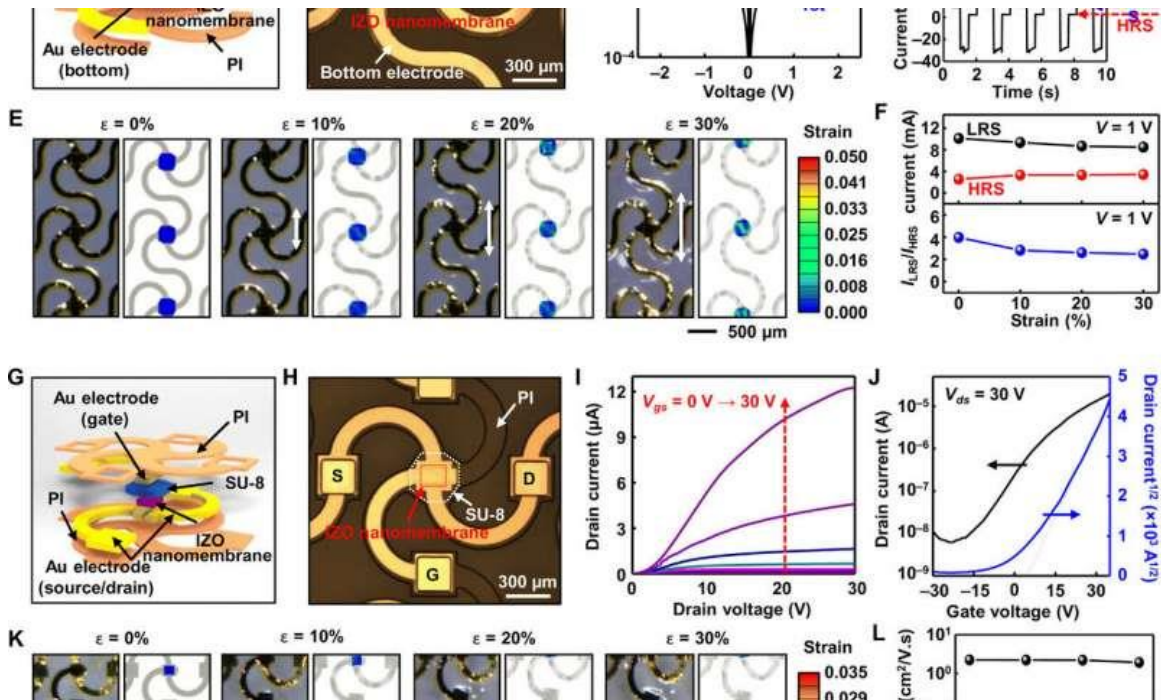 nanomembrane
Au electrode
(bottom)
PI
IZO nanomembrane
Bottom electrode
300 µm
10⁻⁴
−2 −1 0 1 2
Voltage (V)
Current
0
−20
−40
HRS
0 2 4 6 8 10
Time (s)
E
ε = 0% ε = 10% ε = 20% ε = 30%
Strain
0.050
0.041
0.033
0.025
0.016
0.008
0.000
500 µm
F
current (mA)
12
8
4
0
LRS
HRS
V = 1 V
I_LRS/I_HRS
6
4
2
0
V = 1 V
0 10 20 30
Strain (%)
G
Au electrode
(gate)
PI
SU-8
PI
IZO
nanomembrane
Au electrode
(source/drain)
H
PI
S
D
SU-8
IZO nanomembrane
G
300 µm
I
Drain current (µA)
12
9
6
3
0
V_gs = 0 V → 30 V
0 10 20 30
Drain voltage (V)
J
Drain current (A)
10⁻⁵
10⁻⁶
10⁻⁷
10⁻⁸
10⁻⁹
V_ds = 30 V
−30 −15 0 15 30
Gate voltage (V)
5
4
3
2
1
0
Drain current^1/2 (×10³ A^1/2)
K
ε = 0% ε = 10% ε = 20% ε = 30%
Strain
0.035
0.029
L
(cm²/V.s)
10¹
10⁰